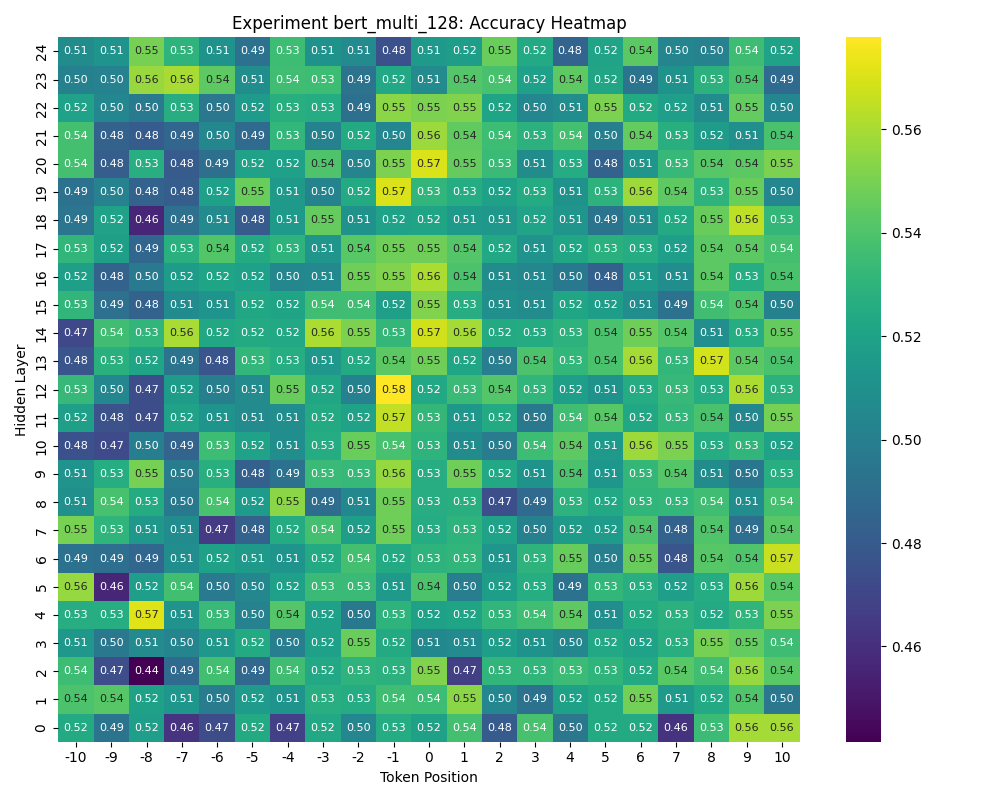 Experiment bert_multi_128: Accuracy Heatmap
Hidden Layer
24 0.51 0.51 0.55 0.53 0.51 0.49 0.53 0.51 0.51 0.48 0.51 0.52 0.55 0.52 0.48 0.52 0.54 0.50 0.50 0.54 0.52
23 0.50 0.50 0.56 0.56 0.54 0.51 0.54 0.53 0.49 0.52 0.51 0.54 0.54 0.52 0.54 0.52 0.49 0.51 0.53 0.54 0.49
22 0.52 0.50 0.50 0.53 0.50 0.52 0.53 0.53 0.49 0.55 0.55 0.55 0.52 0.50 0.51 0.55 0.52 0.52 0.51 0.55 0.50
21 0.54 0.48 0.48 0.49 0.50 0.49 0.53 0.50 0.52 0.50 0.56 0.54 0.54 0.53 0.54 0.50 0.54 0.53 0.52 0.51 0.54
20 0.54 0.48 0.53 0.48 0.49 0.52 0.52 0.54 0.50 0.55 0.57 0.55 0.53 0.51 0.53 0.48 0.51 0.53 0.54 0.54 0.55
19 0.49 0.50 0.48 0.48 0.52 0.55 0.51 0.50 0.52 0.57 0.53 0.53 0.52 0.53 0.51 0.53 0.56 0.54 0.53 0.55 0.50
18 0.49 0.52 0.46 0.49 0.51 0.48 0.51 0.55 0.51 0.52 0.52 0.51 0.51 0.52 0.51 0.49 0.51 0.52 0.55 0.56 0.53
17 0.53 0.52 0.49 0.53 0.54 0.52 0.53 0.51 0.54 0.55 0.55 0.54 0.52 0.51 0.52 0.53 0.53 0.52 0.54 0.54 0.54
16 0.52 0.48 0.50 0.52 0.52 0.52 0.50 0.51 0.55 0.55 0.56 0.54 0.51 0.51 0.50 0.48 0.51 0.51 0.54 0.53 0.54
15 0.53 0.49 0.48 0.51 0.51 0.52 0.52 0.54 0.54 0.52 0.55 0.53 0.51 0.51 0.52 0.52 0.51 0.49 0.54 0.54 0.50
14 0.47 0.54 0.53 0.56 0.52 0.52 0.52 0.56 0.55 0.53 0.57 0.56 0.52 0.53 0.53 0.54 0.55 0.54 0.51 0.53 0.55
13 0.48 0.53 0.52 0.49 0.48 0.53 0.53 0.51 0.52 0.54 0.55 0.52 0.50 0.54 0.53 0.54 0.56 0.53 0.57 0.54 0.54
12 0.53 0.50 0.47 0.52 0.50 0.51 0.55 0.52 0.50 0.58 0.52 0.53 0.54 0.53 0.52 0.51 0.53 0.52 0.53 0.56 0.53
11 0.52 0.48 0.47 0.52 0.51 0.51 0.51 0.52 0.52 0.57 0.53 0.51 0.52 0.50 0.54 0.54 0.52 0.53 0.54 0.50 0.55
10 0.48 0.47 0.50 0.49 0.53 0.52 0.51 0.53 0.55 0.54 0.53 0.51 0.50 0.54 0.54 0.51 0.56 0.55 0.53 0.53 0.52
9 0.51 0.53 0.55 0.50 0.53 0.48 0.49 0.53 0.53 0.56 0.53 0.55 0.52 0.51 0.54 0.51 0.53 0.54 0.51 0.50 0.53
8 0.51 0.54 0.53 0.50 0.54 0.52 0.55 0.49 0.51 0.55 0.53 0.53 0.47 0.49 0.53 0.52 0.53 0.53 0.54 0.51 0.54
7 0.55 0.53 0.51 0.51 0.47 0.48 0.52 0.54 0.52 0.55 0.53 0.53 0.52 0.50 0.52 0.52 0.54 0.48 0.54 0.49 0.54
6 0.49 0.49 0.49 0.51 0.52 0.51 0.51 0.52 0.54 0.52 0.53 0.53 0.51 0.53 0.55 0.50 0.55 0.48 0.54 0.54 0.57
5 0.56 0.46 0.52 0.54 0.50 0.50 0.52 0.53 0.53 0.51 0.54 0.50 0.52 0.54 0.49 0.53 0.53 0.52 0.53 0.56 0.54
4 0.53 0.53 0.57 0.51 0.53 0.50 0.54 0.52 0.50 0.53 0.52 0.52 0.53 0.54 0.54 0.51 0.52 0.53 0.52 0.53 0.55
3 0.51 0.50 0.51 0.50 0.51 0.52 0.50 0.52 0.55 0.52 0.51 0.51 0.52 0.51 0.50 0.52 0.52 0.53 0.55 0.55 0.54
2 0.54 0.47 0.44 0.49 0.54 0.49 0.54 0.52 0.53 0.53 0.55 0.47 0.53 0.53 0.53 0.53 0.52 0.54 0.54 0.56 0.54
1 0.54 0.54 0.52 0.51 0.50 0.52 0.51 0.53 0.53 0.54 0.54 0.55 0.50 0.49 0.52 0.52 0.55 0.51 0.52 0.54 0.50
0 0.52 0.49 0.52 0.46 0.47 0.52 0.47 0.52 0.50 0.53 0.52 0.54 0.48 0.54 0.50 0.52 0.52 0.46 0.53 0.56 0.56
-10 -9 -8 -7 -6 -5 -4 -3 -2 -1 0 1 2 3 4 5 6 7 8 9 10
Token Position
0.56
0.54
0.52
0.50
0.48
0.46